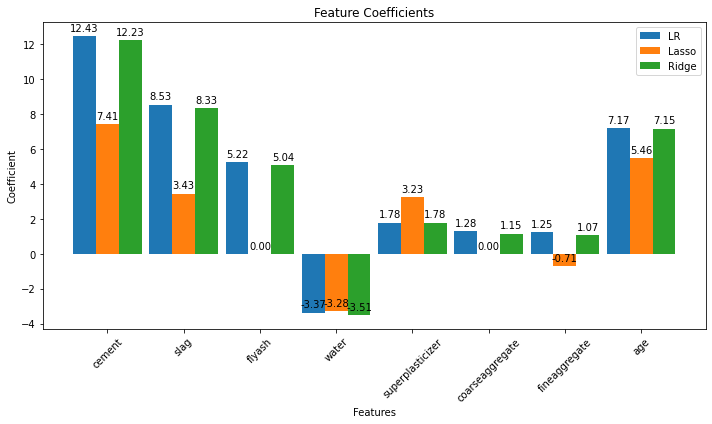 Feature Coefficients
LR
Lasso
Ridge
Coefficient
12
10
8
6
4
2
0
−2
−4
12.43
7.41
12.23
8.53
3.43
8.33
5.22
0.00
5.04
-3.37
-3.28
-3.51
1.78
3.23
1.78
1.28
0.00
1.15
1.25
-0.71
1.07
7.17
5.46
7.15
cement
slag
flyash
water
superplasticizer
coarseaggregate
fineaggregate
age
Features